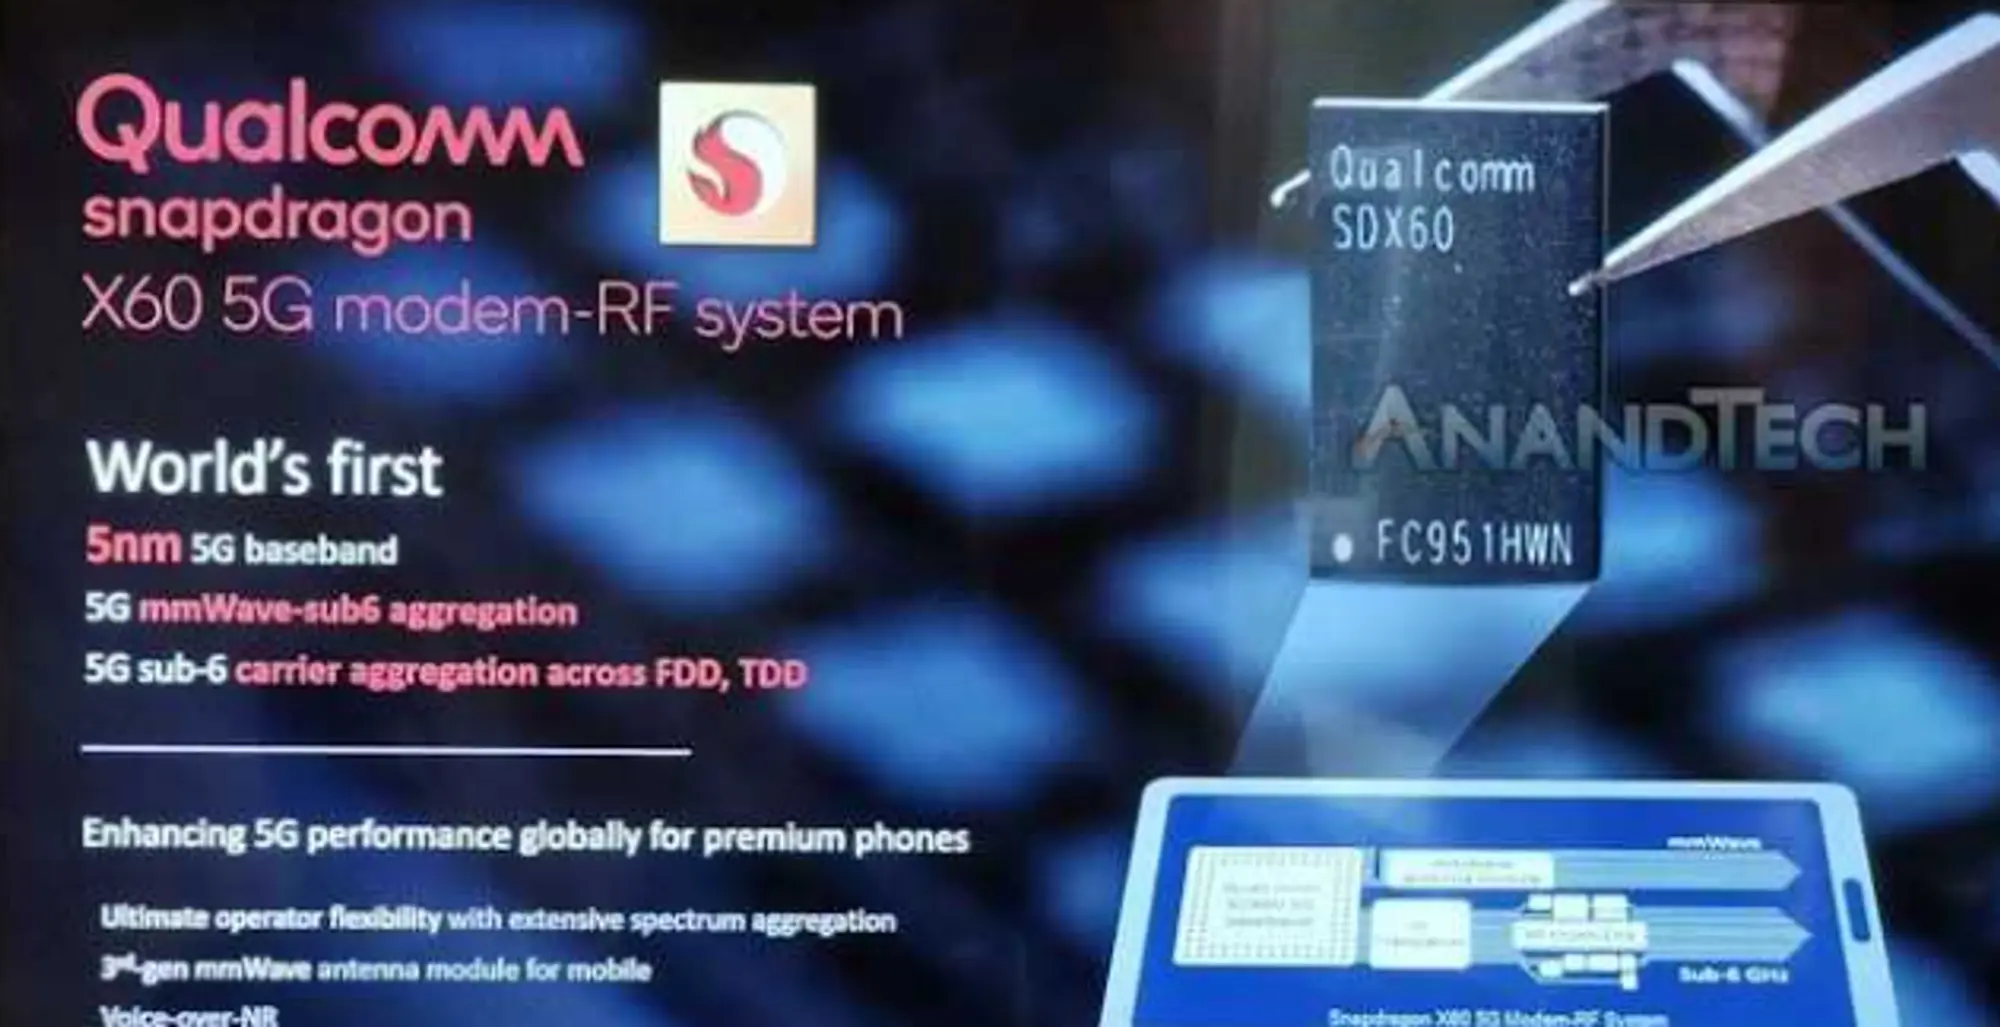 Qualcomm
snapdragon
X60 5G modem-RF system
World's first
5nm 5G baseband
5G mmWave-sub6 aggregation
5G sub-6 carrier aggregation across FDD, TDD
Enhancing 5G performance globally for premium phones
Ultimate operator flexibility with extensive spectrum aggregation
3rd-gen mmWave antenna module for mobile
Voice-over-NR
Qualcomm
SDX60
ANANDTECH
FC951HWN
mmWave
Sub-6 GHz
Snapdragon X60 5G Modem-RF System